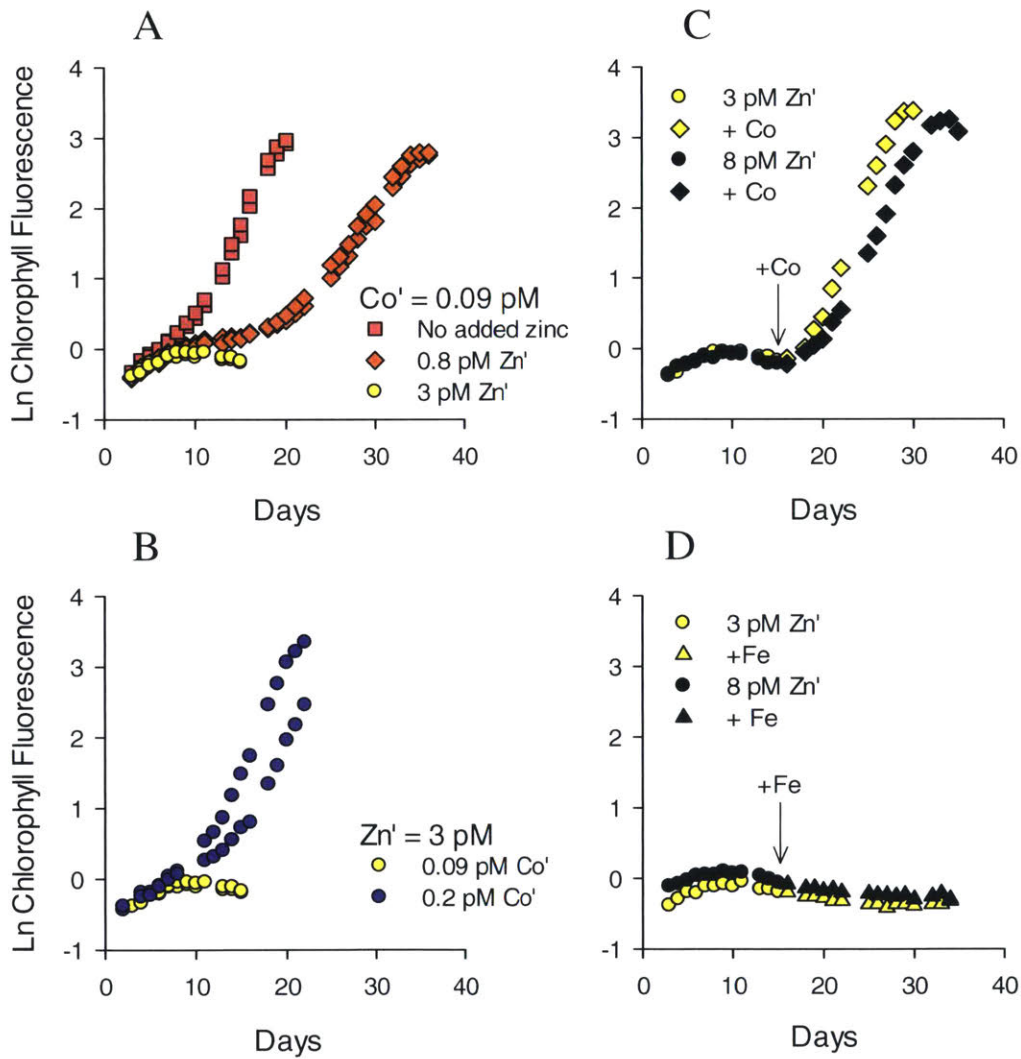 A
Ln Chlorophyll Fluorescence
4
3
2
1
0
-1
Co' = 0.09 pM
No added zinc
0.8 pM Zn'
3 pM Zn'
0 10 20 30 40
Days
C
4
3
2
1
0
-1
3 pM Zn'
+ Co
8 pM Zn'
+ Co
+Co
0 10 20 30 40
Days
B
Ln Chlorophyll Fluorescence
4
3
2
1
0
-1
Zn' = 3 pM
0.09 pM Co'
0.2 pM Co'
0 10 20 30 40
Days
D
4
3
2
1
0
-1
3 pM Zn'
+Fe
8 pM Zn'
+ Fe
+Fe
0 10 20 30 40
Days